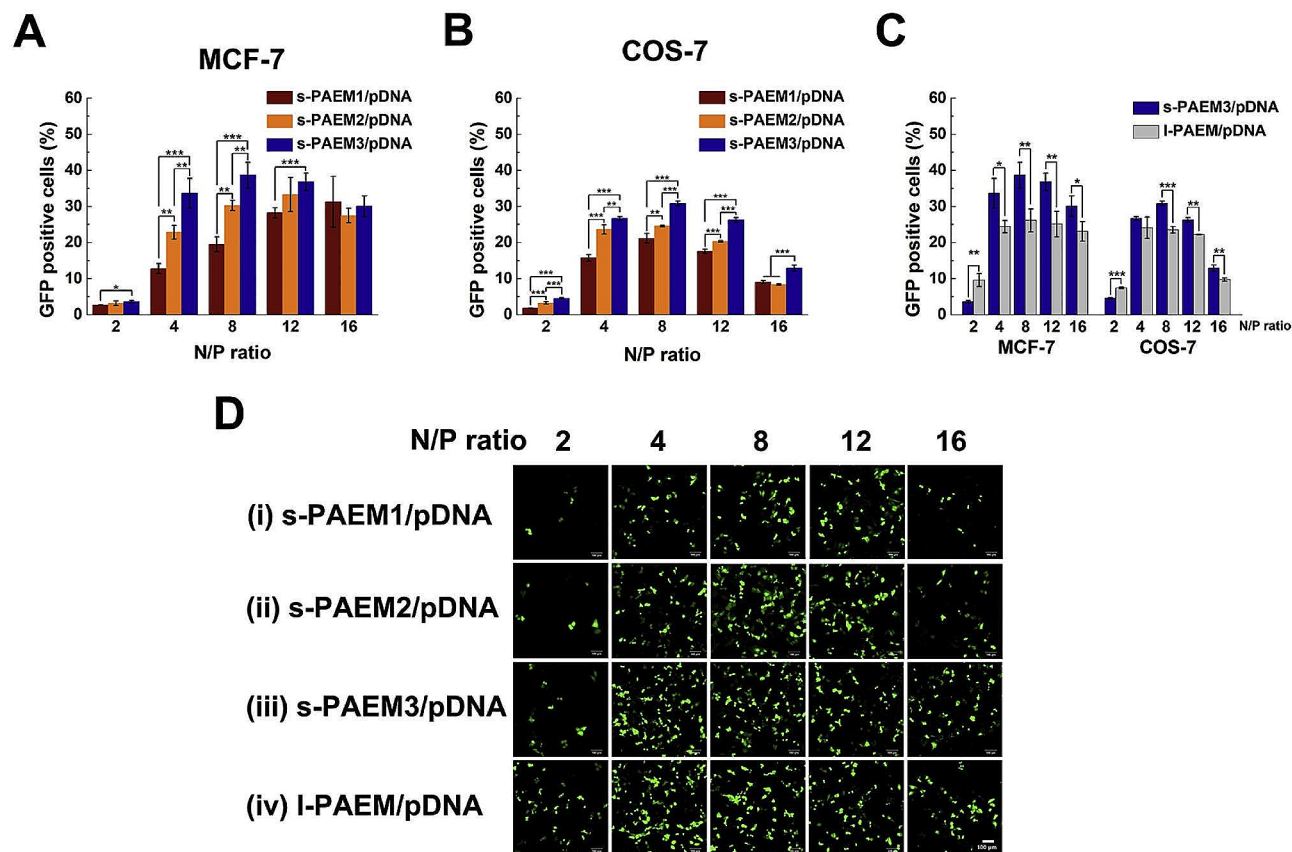 A
MCF-7
GFP positive cells (%)
60
50
40
30
20
10
0
s-PAEM1/pDNA
s-PAEM2/pDNA
s-PAEM3/pDNA
*
***
**
**
***
**
**
***
2 4 8 12 16
N/P ratio
B
COS-7
GFP positive cells (%)
60
50
40
30
20
10
0
s-PAEM1/pDNA
s-PAEM2/pDNA
s-PAEM3/pDNA
***
***
***
***
***
**
***
**
***
***
***
***
***
2 4 8 12 16
N/P ratio
C
GFP positive cells (%)
60
50
40
30
20
10
0
s-PAEM3/pDNA
l-PAEM/pDNA
**
*
**
**
*
***
***
**
**
2 4 8 12 16 2 4 8 12 16 N/P ratio
MCF-7 COS-7
D
N/P ratio 2 4 8 12 16
(i) s-PAEM1/pDNA
(ii) s-PAEM2/pDNA
(iii) s-PAEM3/pDNA
(iv) l-PAEM/pDNA
100 µm